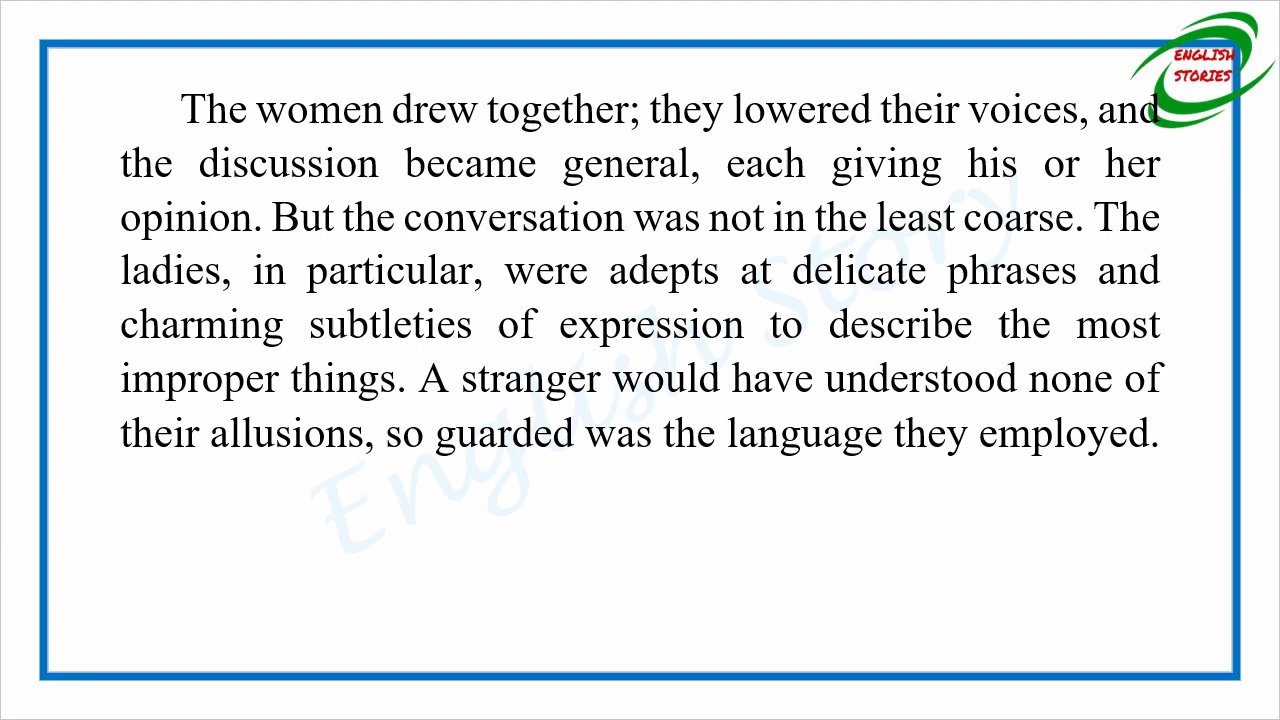 ENGLISH
STORIES
The women drew together; they lowered their voices, and
the discussion became general, each giving his or her
opinion. But the conversation was not in the least coarse. The
ladies, in particular, were adepts at delicate phrases and
charming subtleties of expression to describe the most
improper things. A stranger would have understood none of
their allusions, so guarded was the language they employed.
English Story